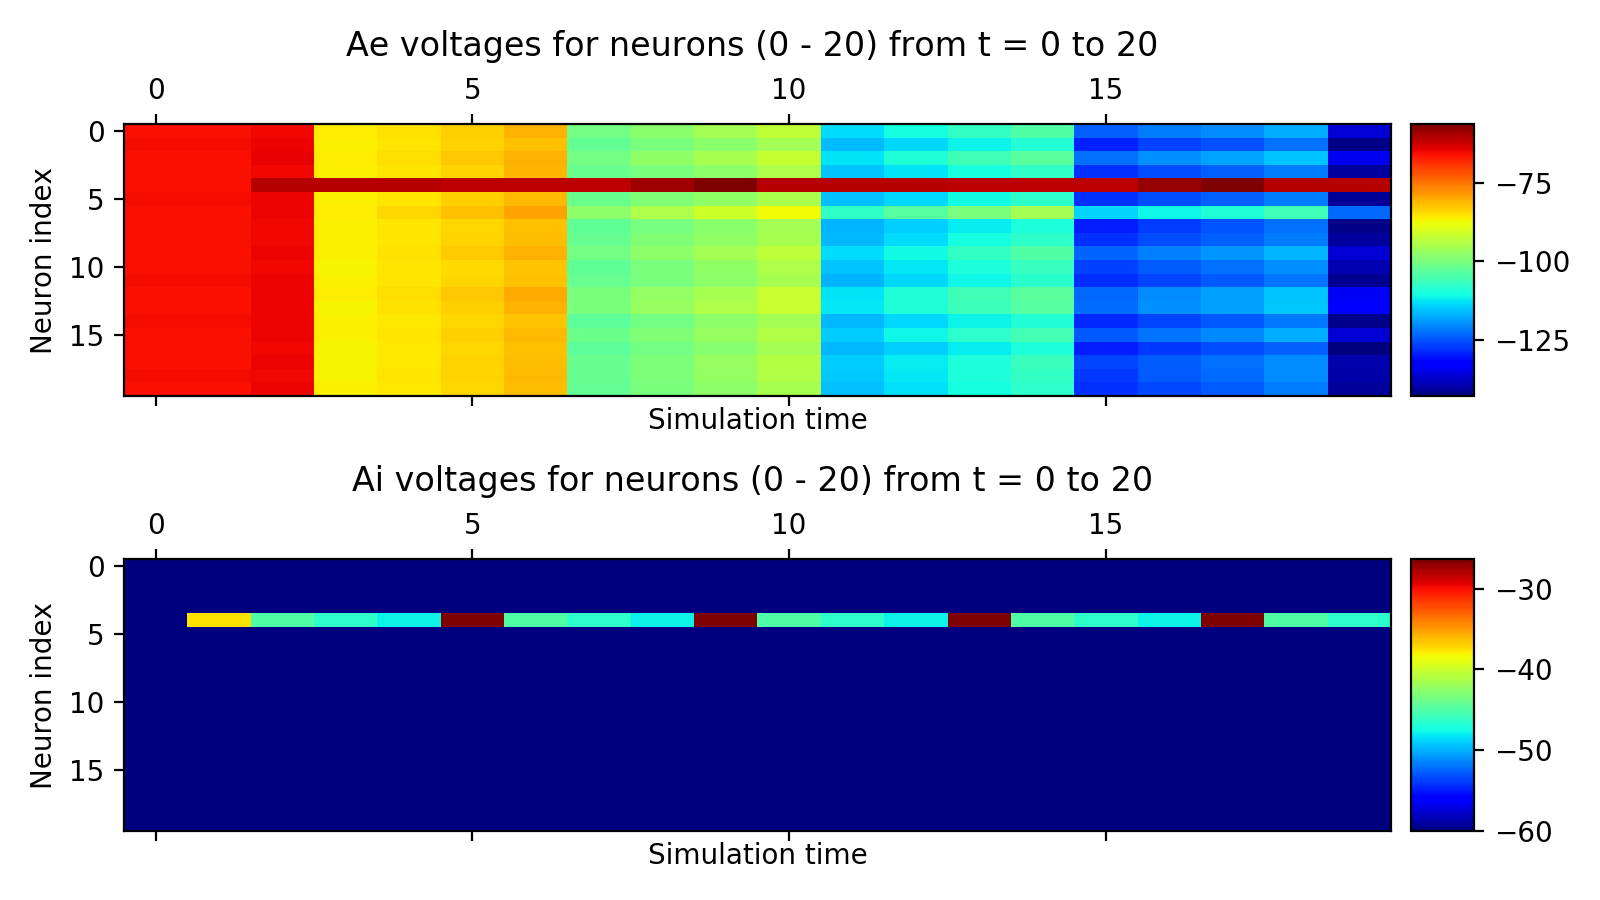 Ae voltages for neurons (0 - 20) from t = 0 to 20
0 5 10 15
Neuron index
0
5
10
15
Simulation time
−75
−100
−125
Ai voltages for neurons (0 - 20) from t = 0 to 20
0 5 10 15
Neuron index
0
5
10
15
Simulation time
−30
−40
−50
−60